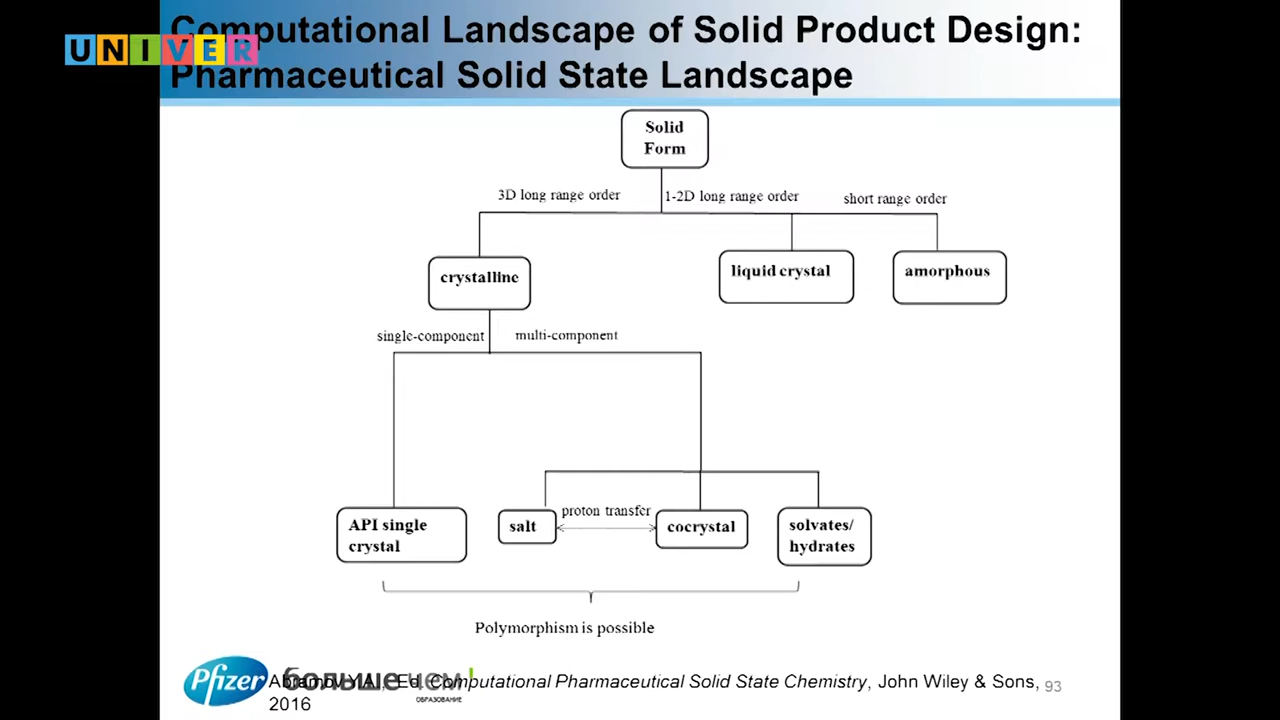 Computational Landscape of Solid Product Design:
UNIVER
Pharmaceutical Solid State Landscape
Solid
Form
3D long range order
1-2D long range order
short range order
crystalline
liquid crystal
amorphous
single-component
multi-component
API single
crystal
salt
proton transfer
cocrystal
solvates/
hydrates
Polymorphism is possible
Pfizer
больше чем
ОБРАЗОВАНИЕ
Ed. Computational Pharmaceutical Solid State Chemistry, John Wiley & Sons,
2016
93